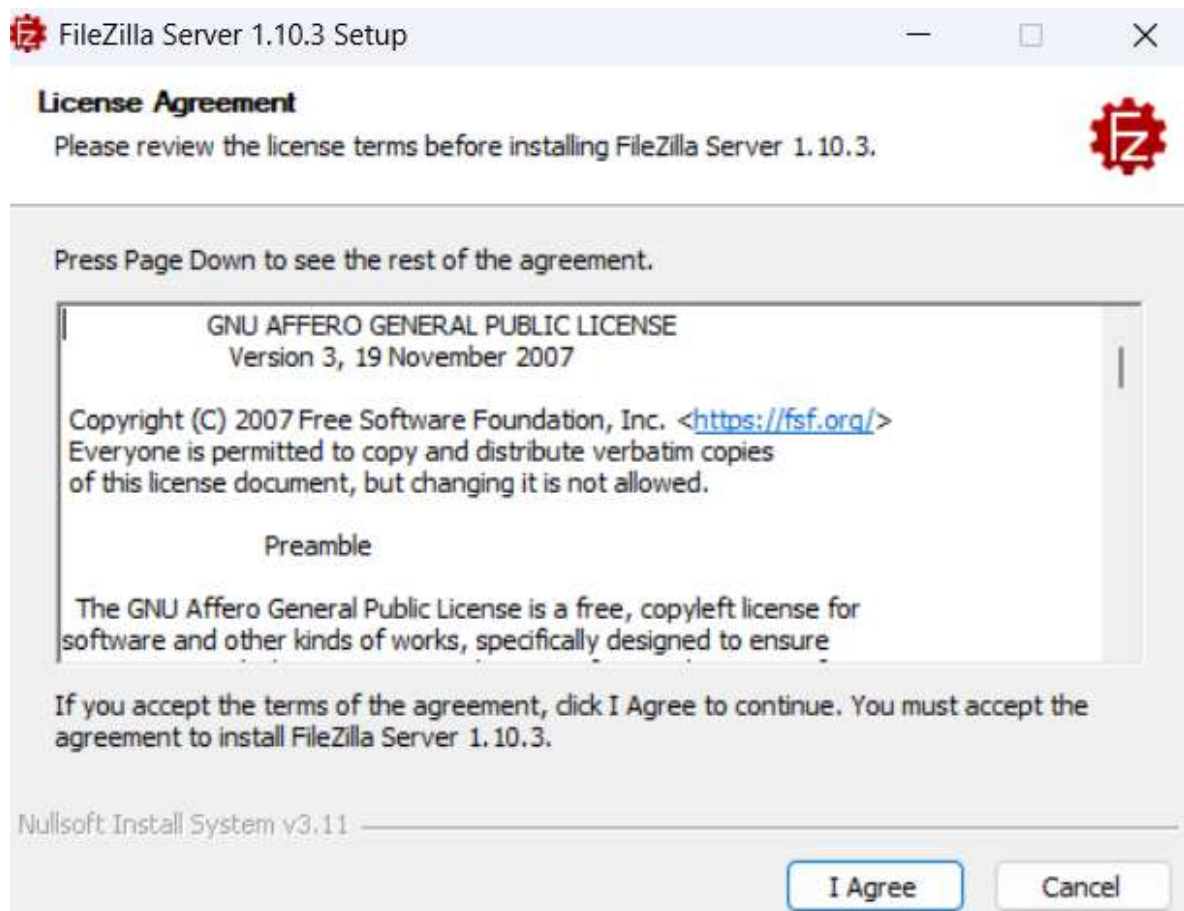 FileZilla Server 1.10.3 Setup
License Agreement
Please review the license terms before installing FileZilla Server 1.10.3.
Fz
Press Page Down to see the rest of the agreement.
GNU AFFERO GENERAL PUBLIC LICENSE
Version 3, 19 November 2007
Copyright (C) 2007 Free Software Foundation, Inc. <https://fsf.org/>
Everyone is permitted to copy and distribute verbatim copies
of this license document, but changing it is not allowed.
Preamble
The GNU Affero General Public License is a free, copyleft license for
software and other kinds of works, specifically designed to ensure
If you accept the terms of the agreement, click I Agree to continue. You must accept the
agreement to install FileZilla Server 1.10.3.
Nullsoft Install System v3.11
I Agree
Cancel